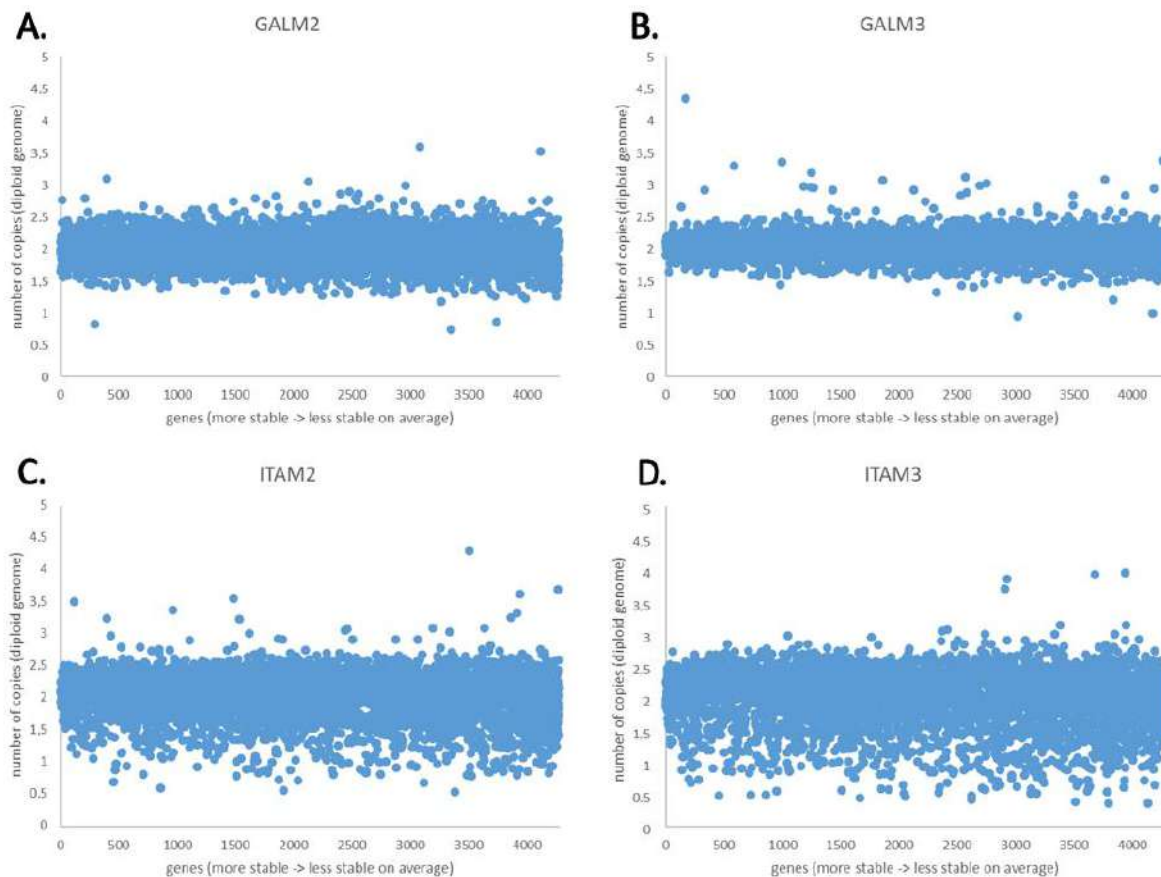 A.
GALM2
number of copies (diploid genome)
5
4.5
4
3,5
3
2.5
2
1.5
1
0.5
0
0 500 1000 1500 2000 2500 3000 3500 4000
genes (more stable -> less stable on average)
B.
GALM3
number of copies (diploid genome)
5
4.5
4
3.5
3
2.5
2
1.5
1
0.5
0
0 500 1000 1500 2000 2500 3000 3500 4000
genes (more stable -> less stable on average)
C.
ITAM2
number of copies (diploid genome)
5
4.5
4
3,5
3
2.5
2
1.5
1
0.5
0
0 500 1000 1500 2000 2500 3000 3500 4000
genes (more stable -> less stable on average)
D.
ITAM3
number of copies (diploid genome)
5
4.5
4
3.5
3
2.5
2
1.5
1
0.5
0
0 500 1000 1500 2000 2500 3000 3500 4000
genes (more stable -> less stable on average)